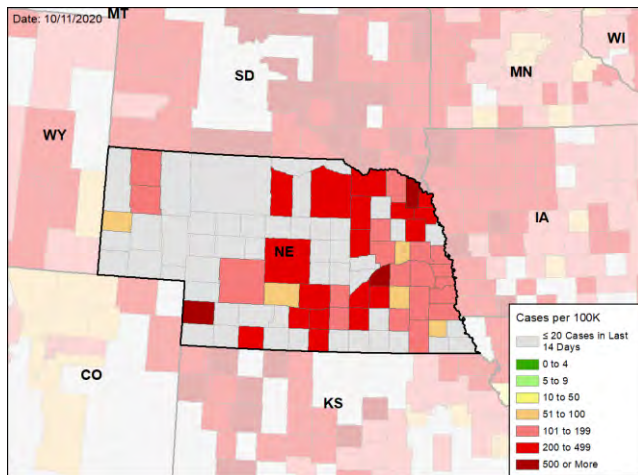 Date: 10/11/2020
MT
WI
SD
MN
WY
IA
NE
CO
KS
Cases per 100K
≤ 20 Cases in Last
14 Days
0 to 4
5 to 9
10 to 50
51 to 100
101 to 199
200 to 499
500 or More